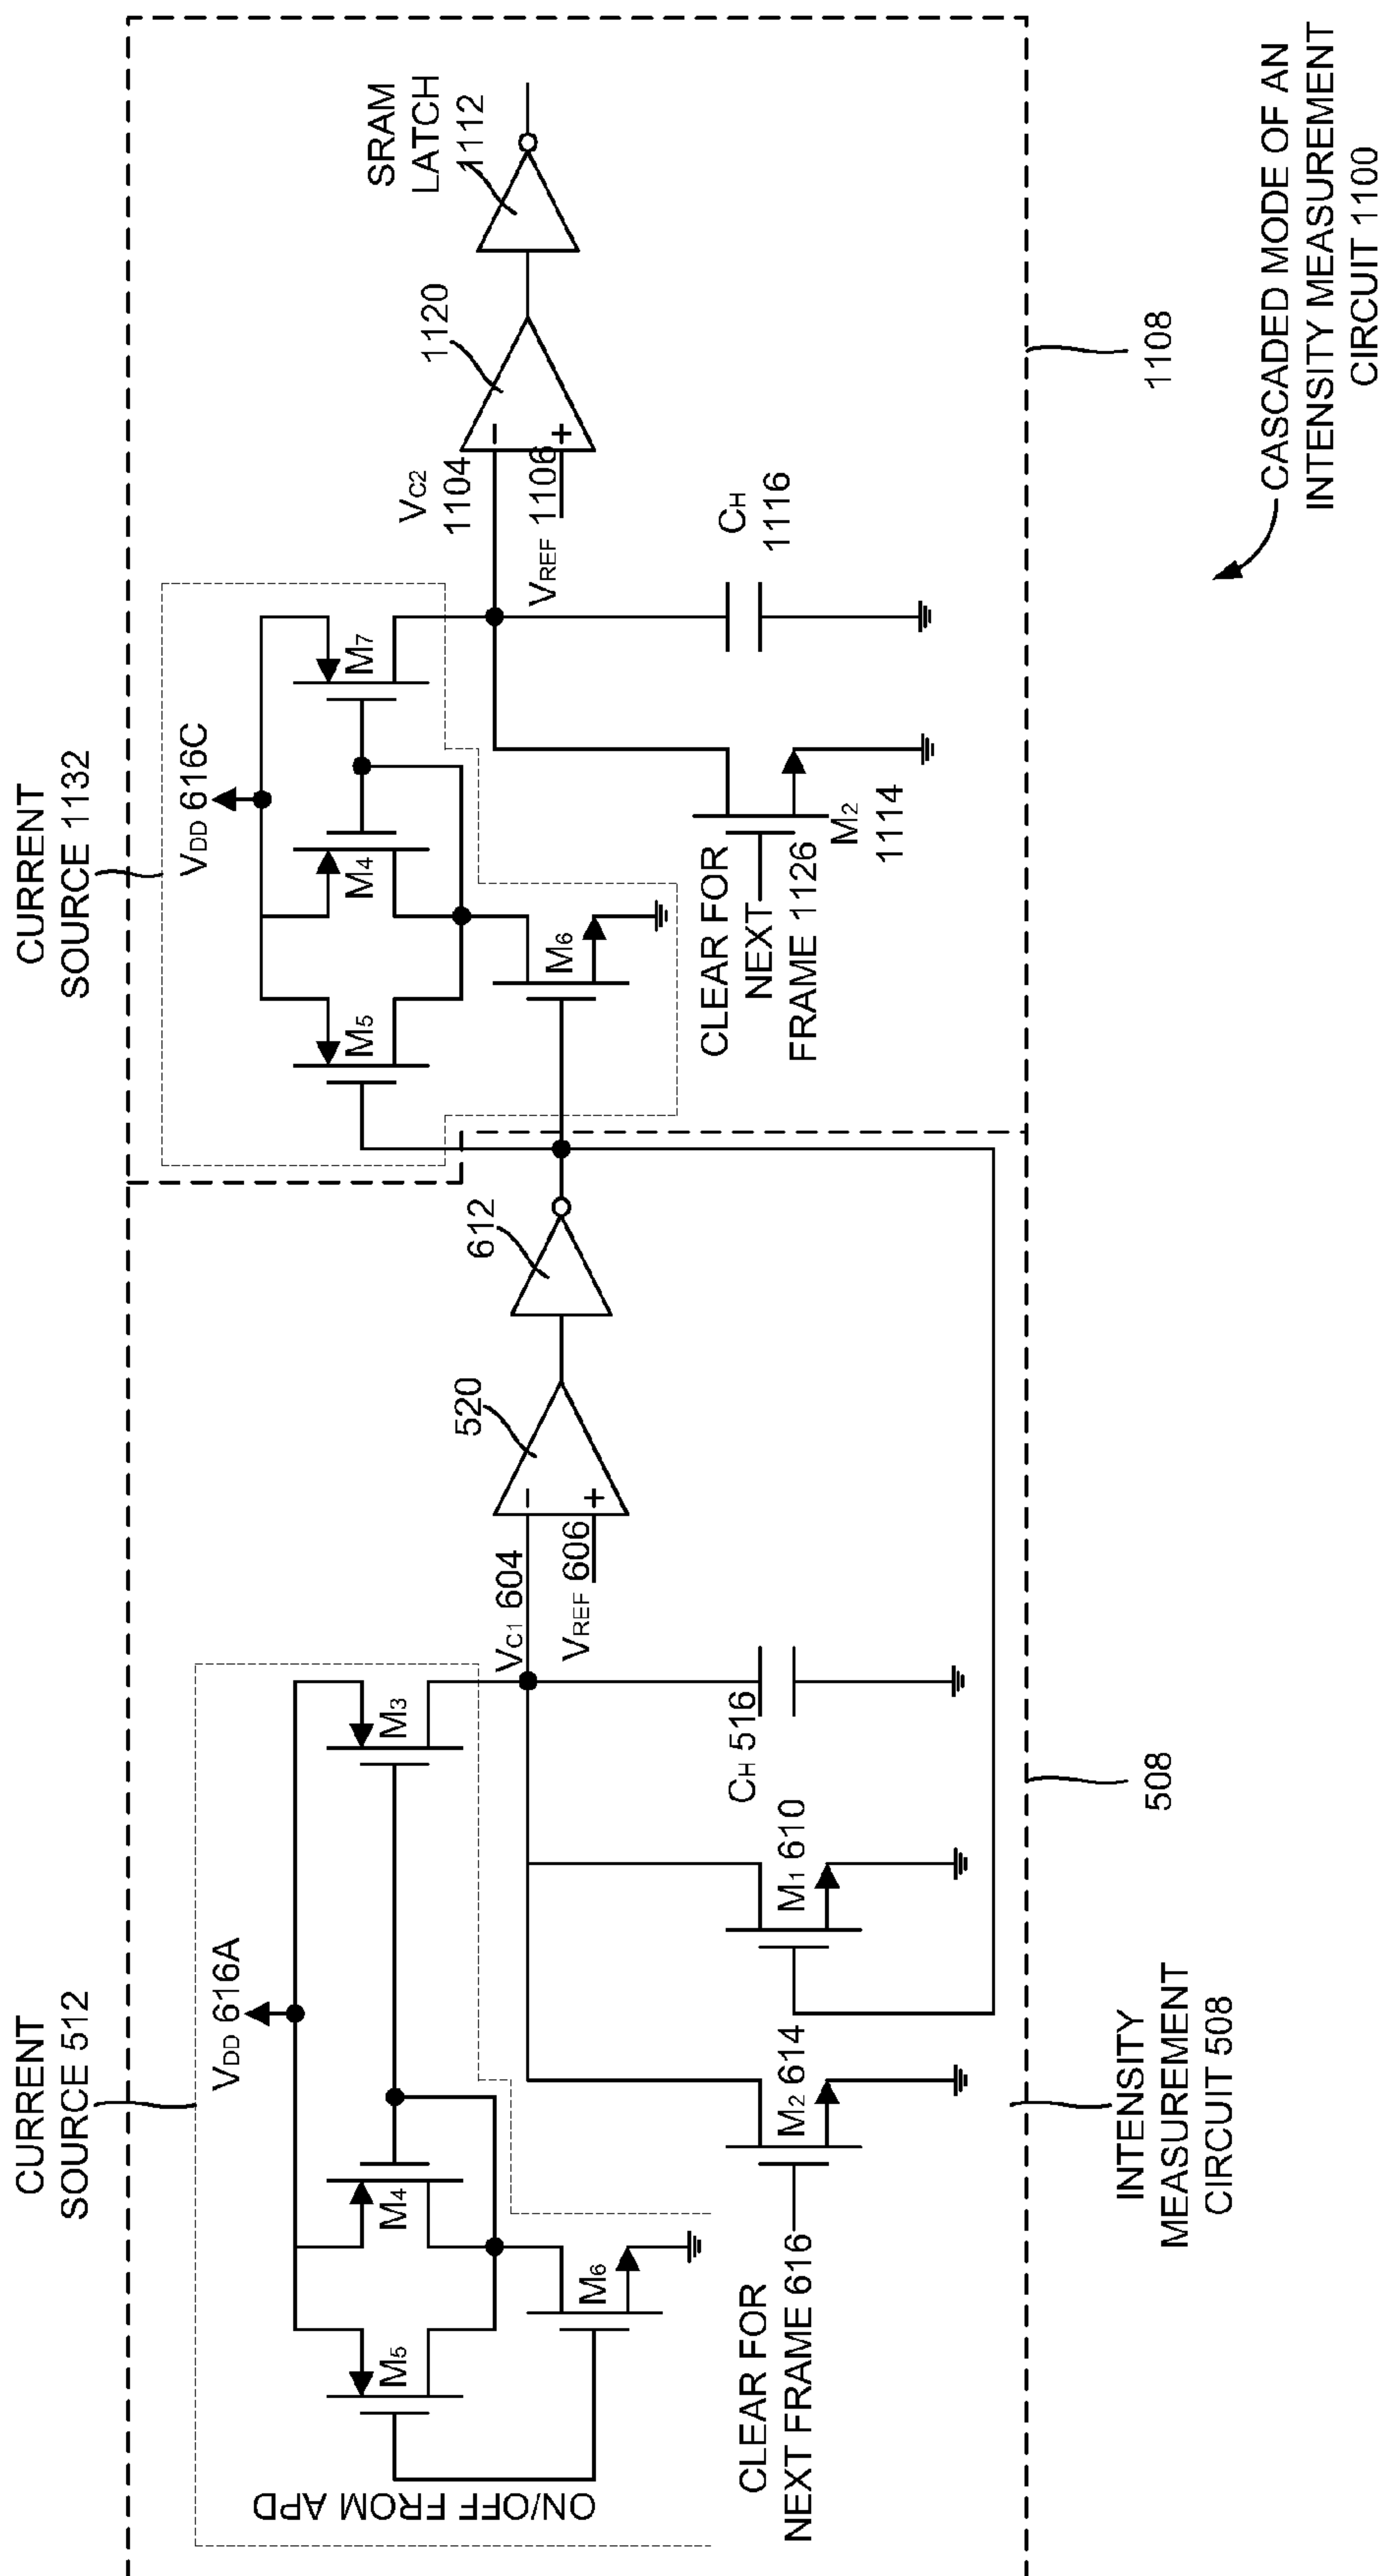 CURRENT
SOURCE 512
VDD 616A
M5
M4
M3
M6
ON/OFF FROM APD
CLEAR FOR
NEXT FRAME 616
M2 614
M1 610
CH 516
VC1 604
VREF 606
−
+
520
612
INTENSITY
MEASUREMENT
CIRCUIT 508
508
CURRENT
SOURCE 1132
VDD 616C
M5
M4
M7
M6
CLEAR FOR
NEXT
FRAME 1126
M2
1114
CH
1116
VC2
1104
VREF 1106
−
+
1120
SRAM
LATCH
1112
1108
CASCADED MODE OF AN
INTENSITY MEASUREMENT
CIRCUIT 1100